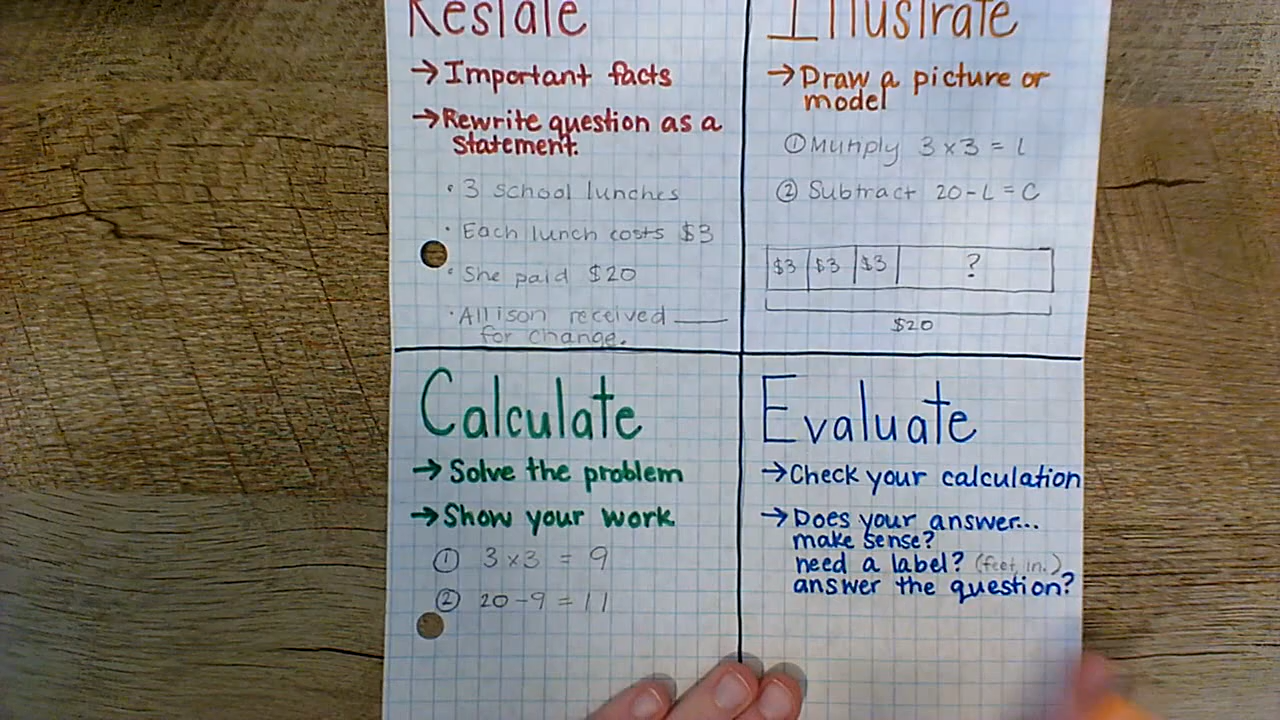 Restate
→ Important facts
→ Rewrite question as a
statement.
• 3 school lunches
• Each lunch costs $3
• She paid $20
• Allison received ____
for change.
Illustrate
→ Draw a picture or
model
① Multiply 3 x 3 = L
② Subtract 20 - L = C
$3 $3 $3 ?
$20
Calculate
→ Solve the problem
→ Show your work
① 3 x 3 = 9
② 20 - 9 = 11
Evaluate
→ Check your calculation
→ Does your answer...
make sense?
need a label? (feet, in.)
answer the question?